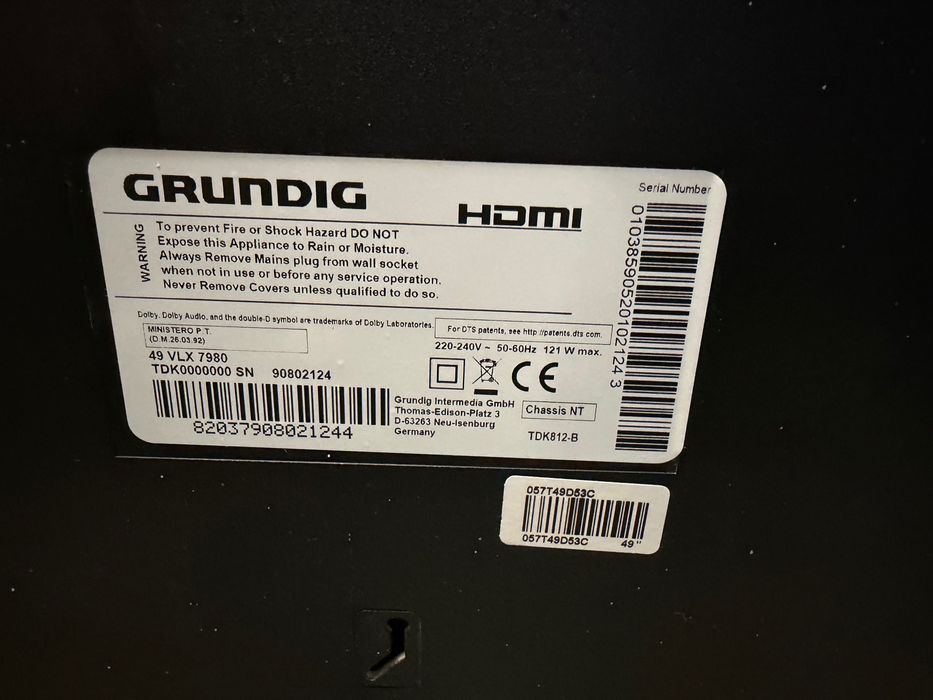 GRUNDIG
HDMI
Serial Number
WARNING
To prevent Fire or Shock Hazard DO NOT
Expose this Appliance to Rain or Moisture.
Always Remove Mains plug from wall socket
when not in use or before any service operation.
Never Remove Covers unless qualified to do so.
Dolby, Dolby Audio, and the double-D symbol are trademarks of Dolby Laboratories.
For DTS patents, see http://patents.dts.com.
MINISTERO P.T.
(D.M.26.03.92)
220-240V ~ 50-60Hz 121 W max.
49 VLX 7980
TDK0000000 SN 90802124
CE
82037908021244
Grundig Intermedia GmbH
Thomas-Edison-Platz 3
D-63263 Neu-Isenburg
Germany
Chassis NT
TDK812-B
010385905201021243
057T49D53C
057T49D53C 49"